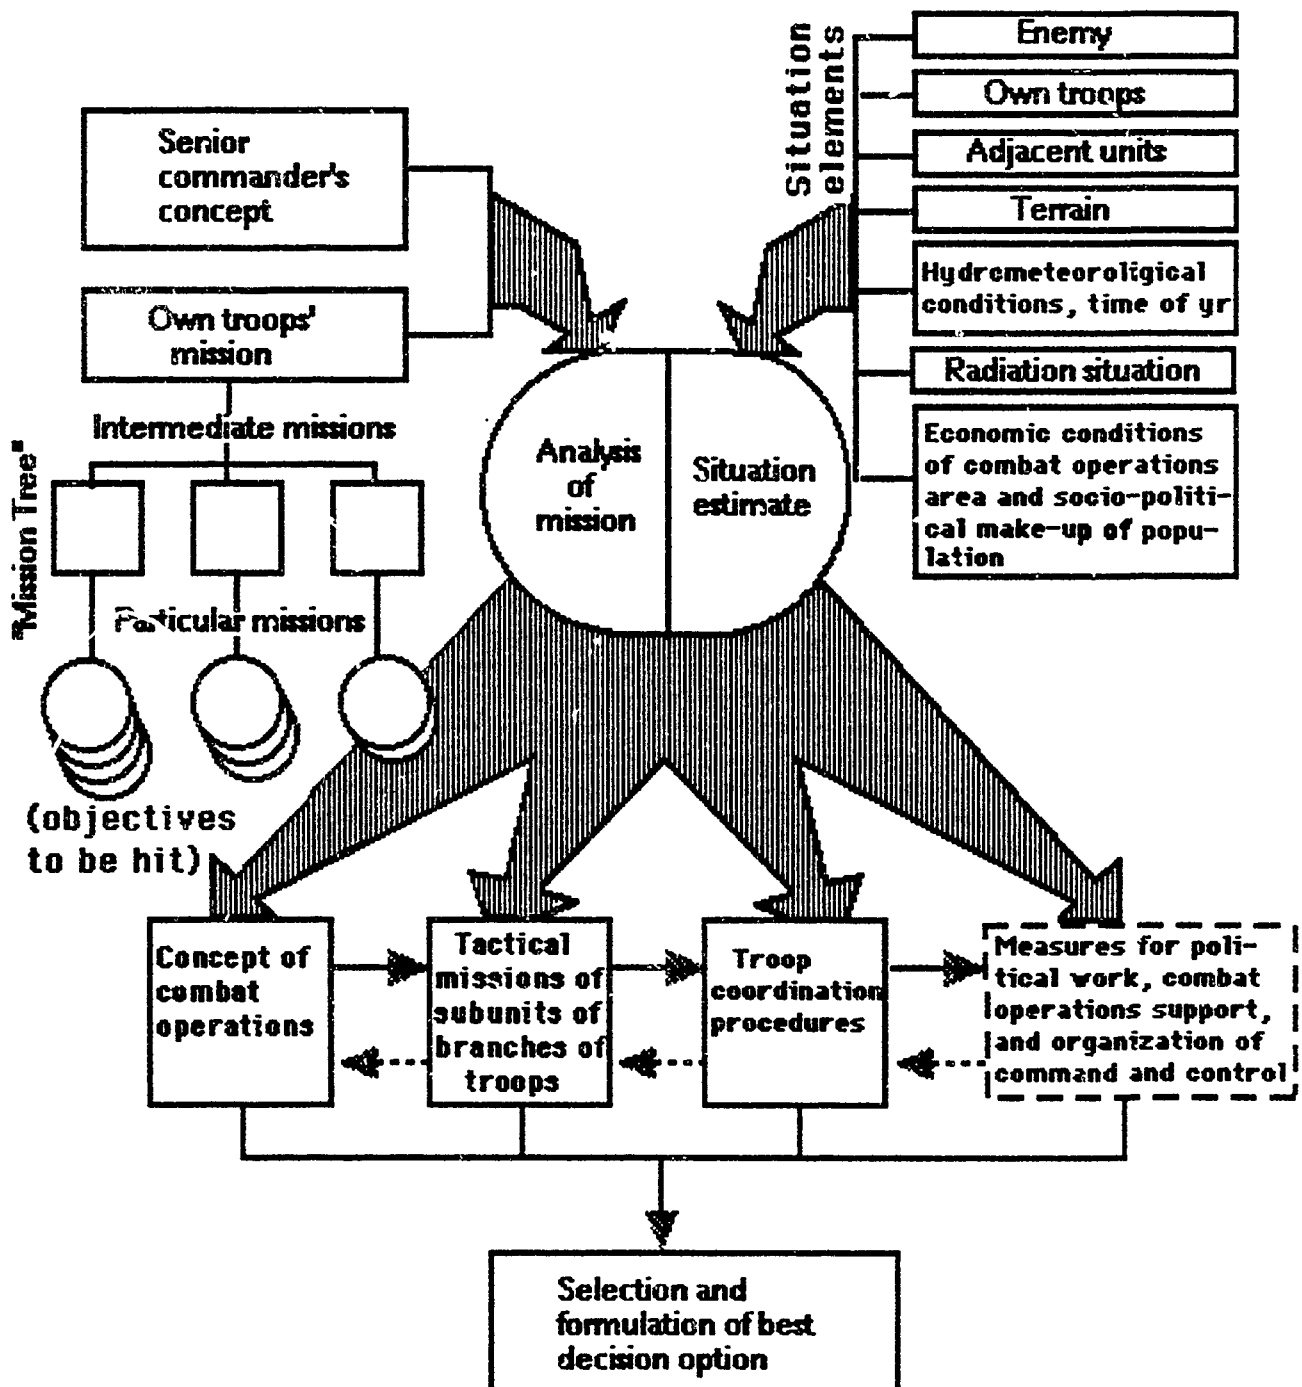 Situation
elements
Enemy
Own troops
Adjacent units
Terrain
Hydrometeoroligical
conditions, time of yr
Radiation situation
Economic conditions
of combat operations
area and socio-politi-
cal make-up of popu-
lation
Senior
commander's
concept
Own troops'
mission
Intermediate missions
"Mission Tree"
Particular missions
(objectives
to be hit)
Analysis
of
mission
Situation
estimate
Concept of
combat
operations
Tactical
missions of
subunits of
branches of
troops
Troop
coordination
procedures
Measures for poli-
tical work, combat
operations support,
and organization of
command and control
Selection and
formulation of best
decision option